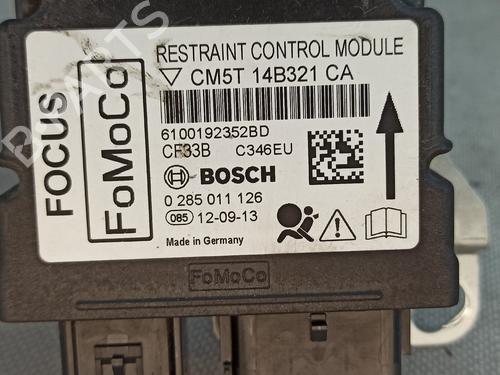 RESTRAINT CONTROL MODULE
CM5T 14B321 CA
FOCUS
FoMoCo
6100192352BD
CF33B C346EU
BOSCH
0 285 011 126
085 12-09-13
Made in Germany
FoMoCo